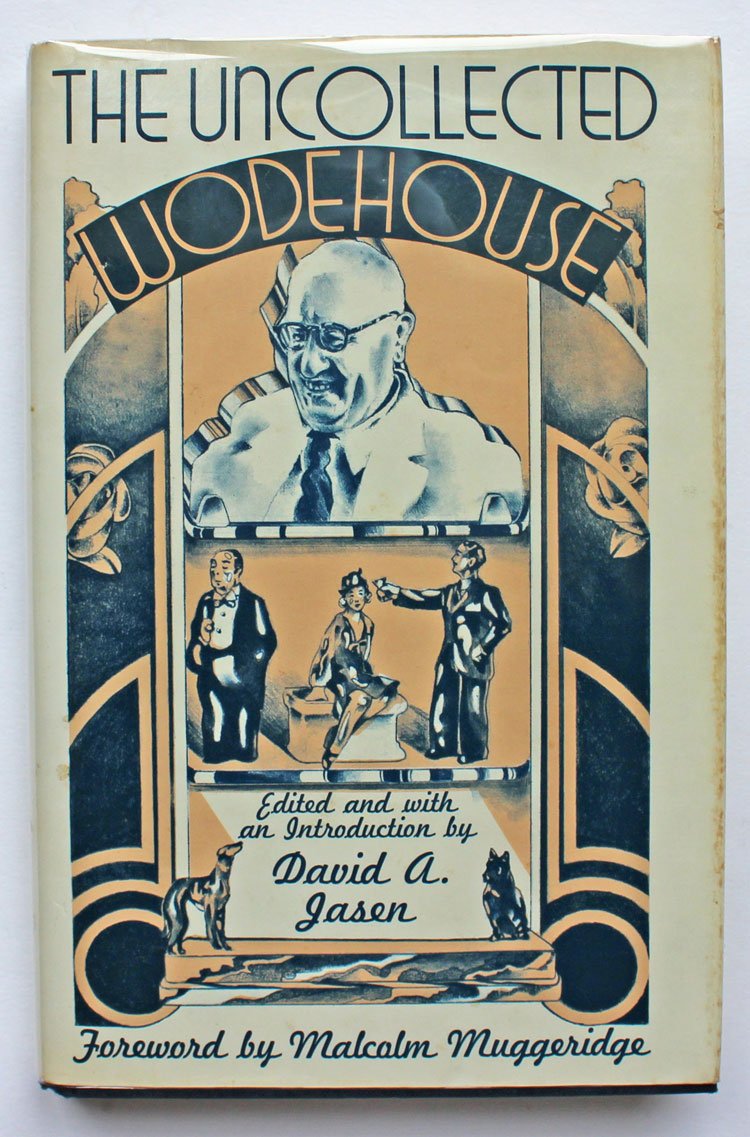 THE UNCOLLECTED
WODEHOUSE
Edited and with
an Introduction by
David A.
Jasen
Foreword by Malcolm Muggeridge